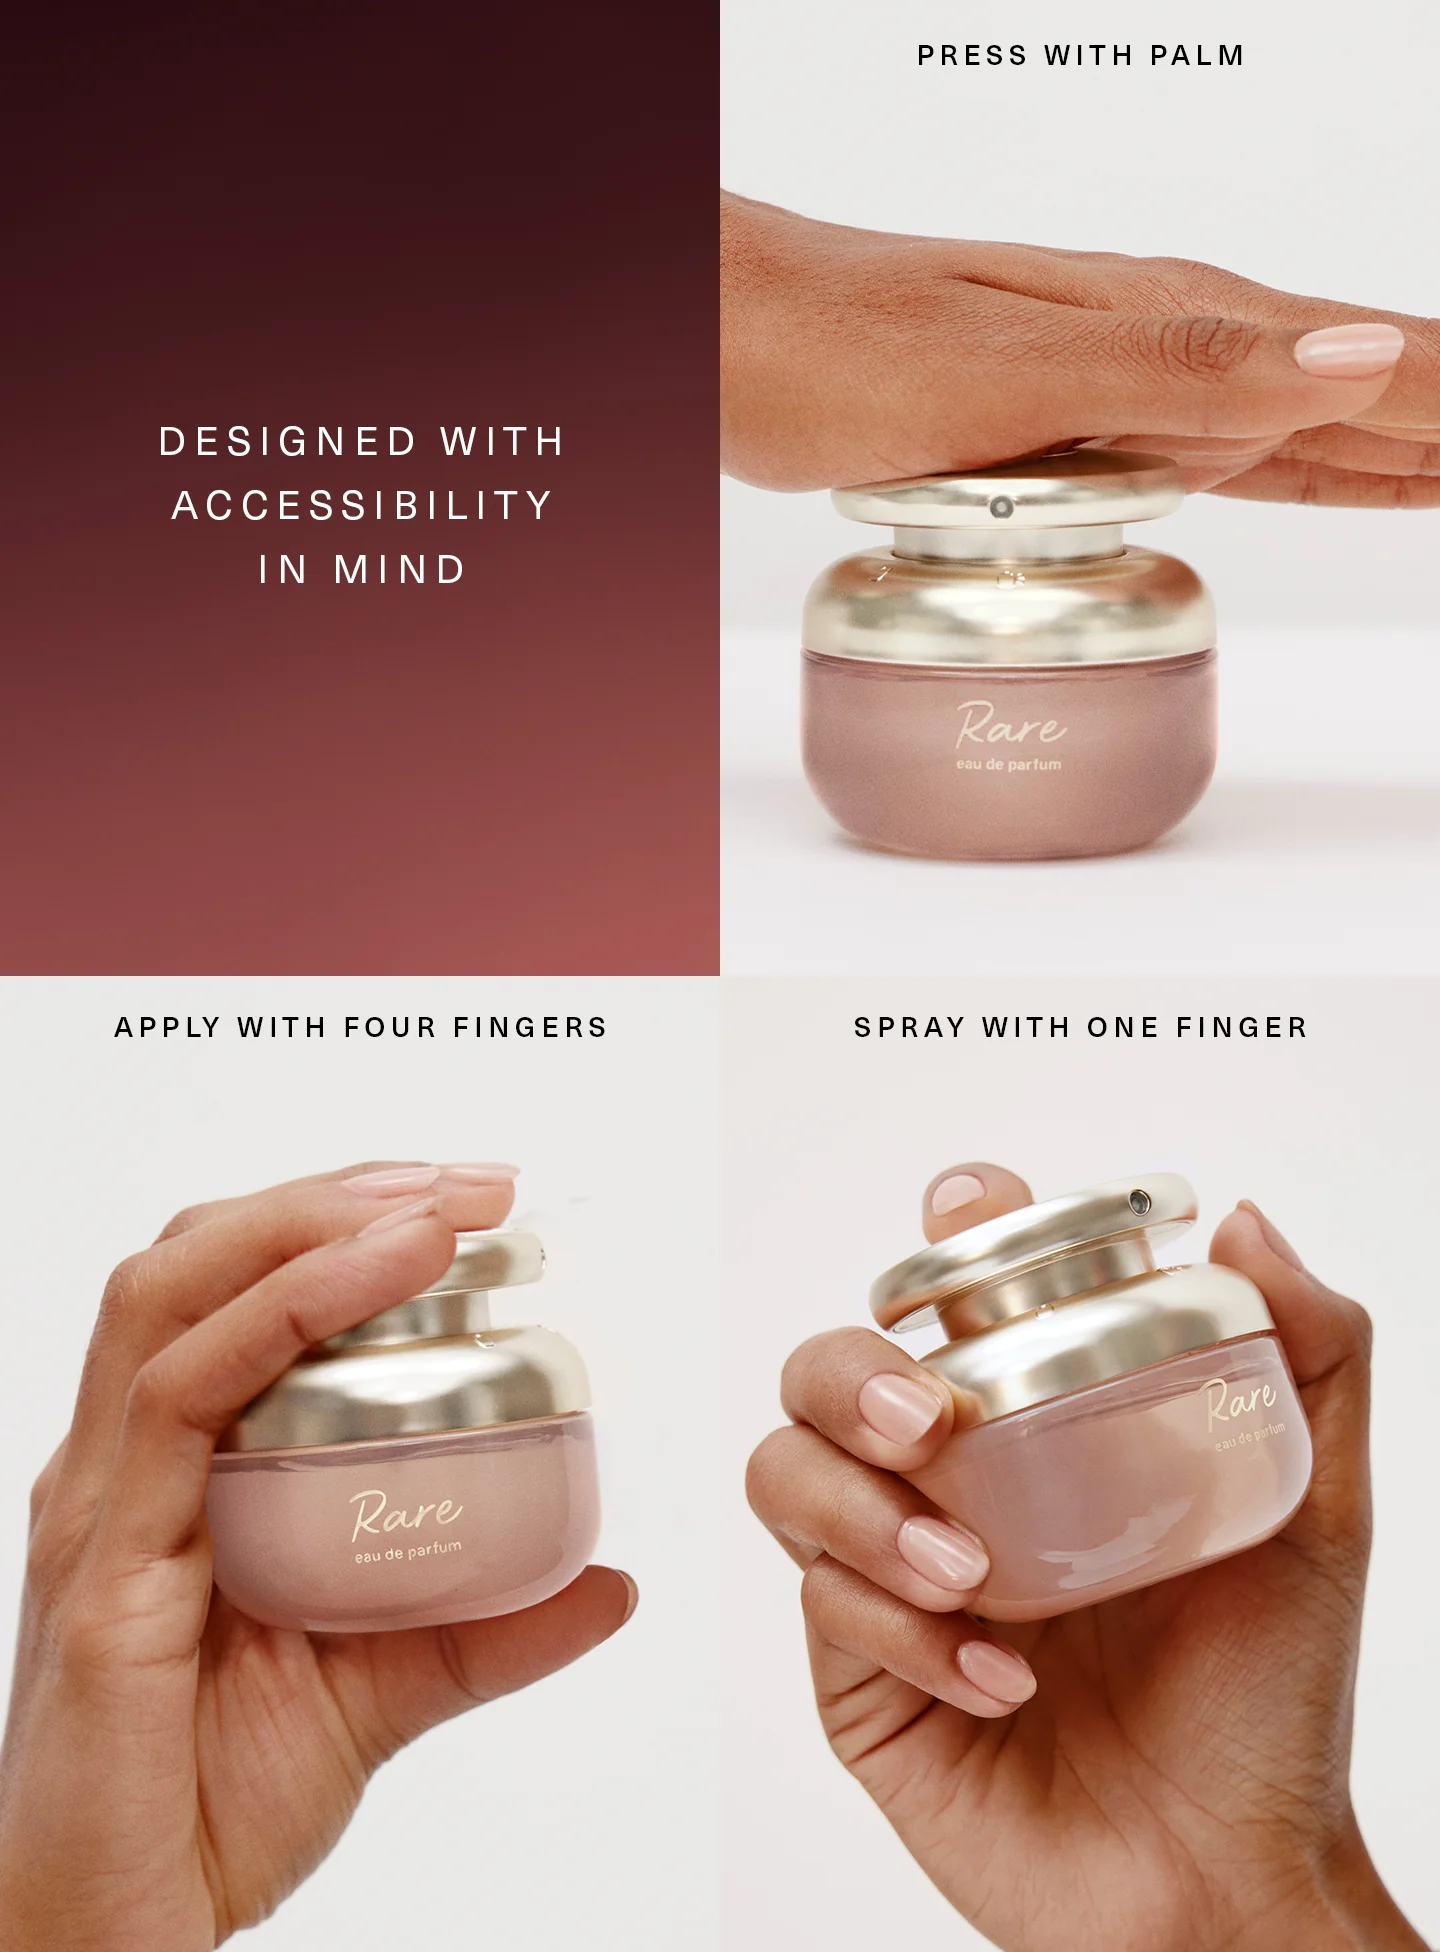 DESIGNED WITH
ACCESSIBILITY
IN MIND
PRESS WITH PALM
Rare
eau de parfum
APPLY WITH FOUR FINGERS
Rare
eau de parfum
SPRAY WITH ONE FINGER
Rare
eau de parfum